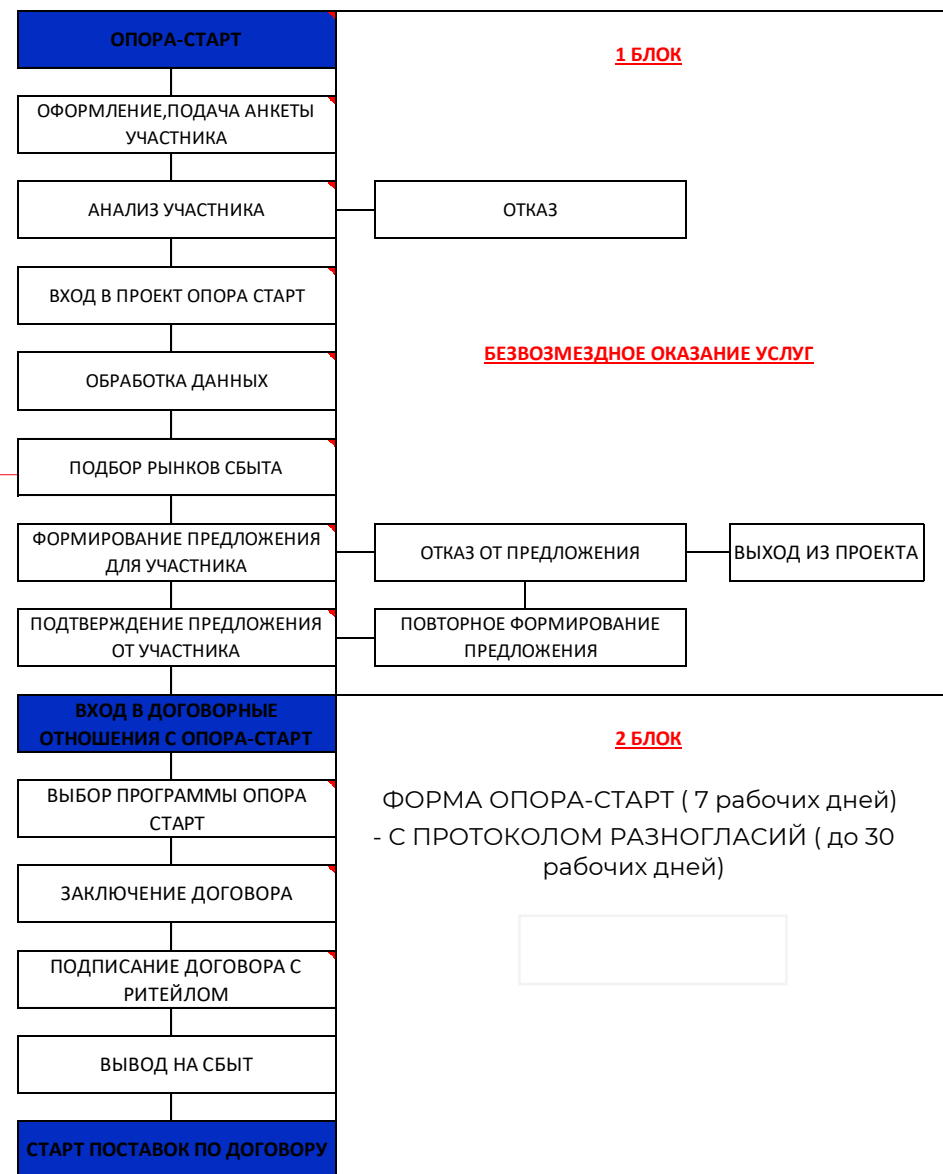 ОПОРА-СТАРТ
1 БЛОК
ОФОРМЛЕНИЕ,ПОДАЧА АНКЕТЫ
УЧАСТНИКА
АНАЛИЗ УЧАСТНИКА
ОТКАЗ
ВХОД В ПРОЕКТ ОПОРА СТАРТ
БЕЗВОЗМЕЗДНОЕ ОКАЗАНИЕ УСЛУГ
ОБРАБОТКА ДАННЫХ
ПОДБОР РЫНКОВ СБЫТА
ФОРМИРОВАНИЕ ПРЕДЛОЖЕНИЯ
ДЛЯ УЧАСТНИКА
ОТКАЗ ОТ ПРЕДЛОЖЕНИЯ
ВЫХОД ИЗ ПРОЕКТА
ПОДТВЕРЖДЕНИЕ ПРЕДЛОЖЕНИЯ
ОТ УЧАСТНИКА
ПОВТОРНОЕ ФОРМИРОВАНИЕ
ПРЕДЛОЖЕНИЯ
ВХОД В ДОГОВОРНЫЕ
ОТНОШЕНИЯ С ОПОРА-СТАРТ
2 БЛОК
ВЫБОР ПРОГРАММЫ ОПОРА
СТАРТ
ФОРМА ОПОРА-СТАРТ ( 7 рабочих дней)
- С ПРОТОКОЛОМ РАЗНОГЛАСИЙ ( до 30
рабочих дней)
ЗАКЛЮЧЕНИЕ ДОГОВОРА
ПОДПИСАНИЕ ДОГОВОРА С
РИТЕЙЛОМ
ВЫВОД НА СБЫТ
СТАРТ ПОСТАВОК ПО ДОГОВОРУ